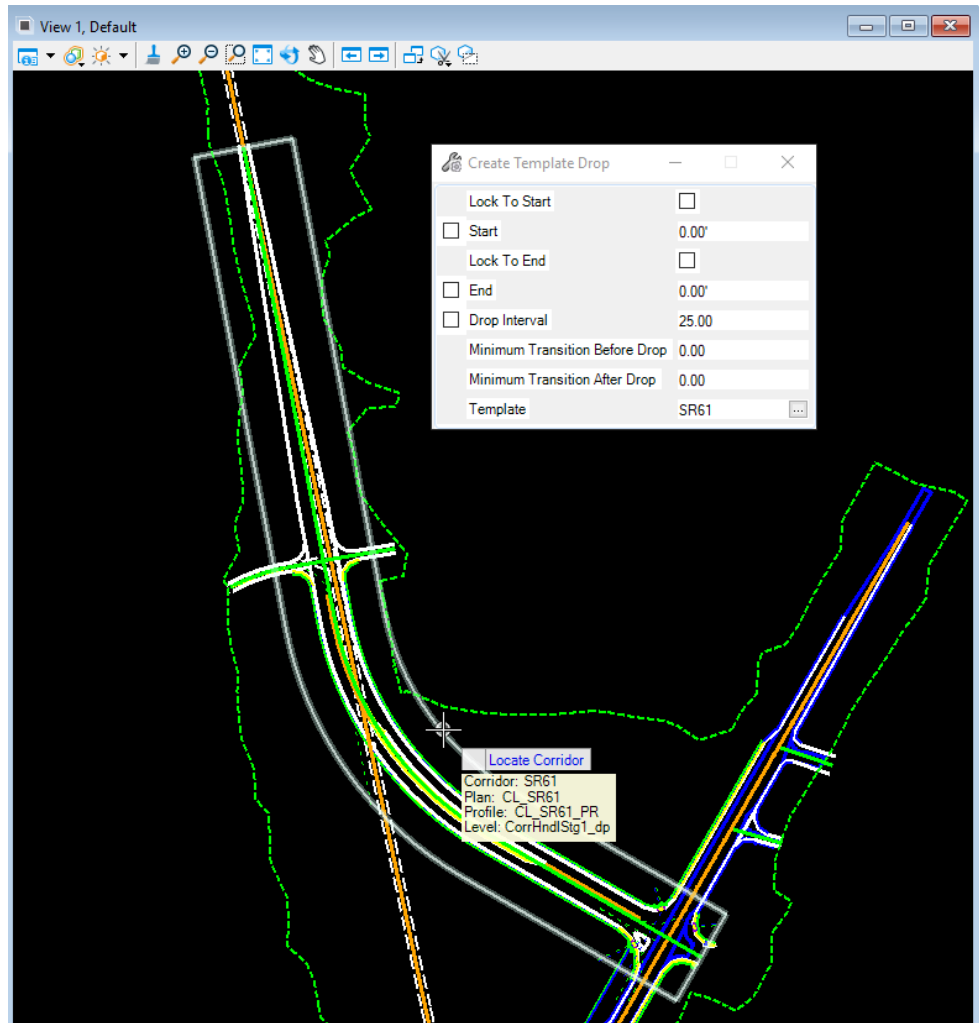 View 1, Default
Create Template Drop
Lock To Start
Start 0.00'
Lock To End
End 0.00'
Drop Interval 25.00
Minimum Transition Before Drop 0.00
Minimum Transition After Drop 0.00
Template SR61 ...
Locate Corridor
Corridor: SR61
Plan: CL_SR61
Profile: CL_SR61_PR
Level: CorrHndlStg1_dp